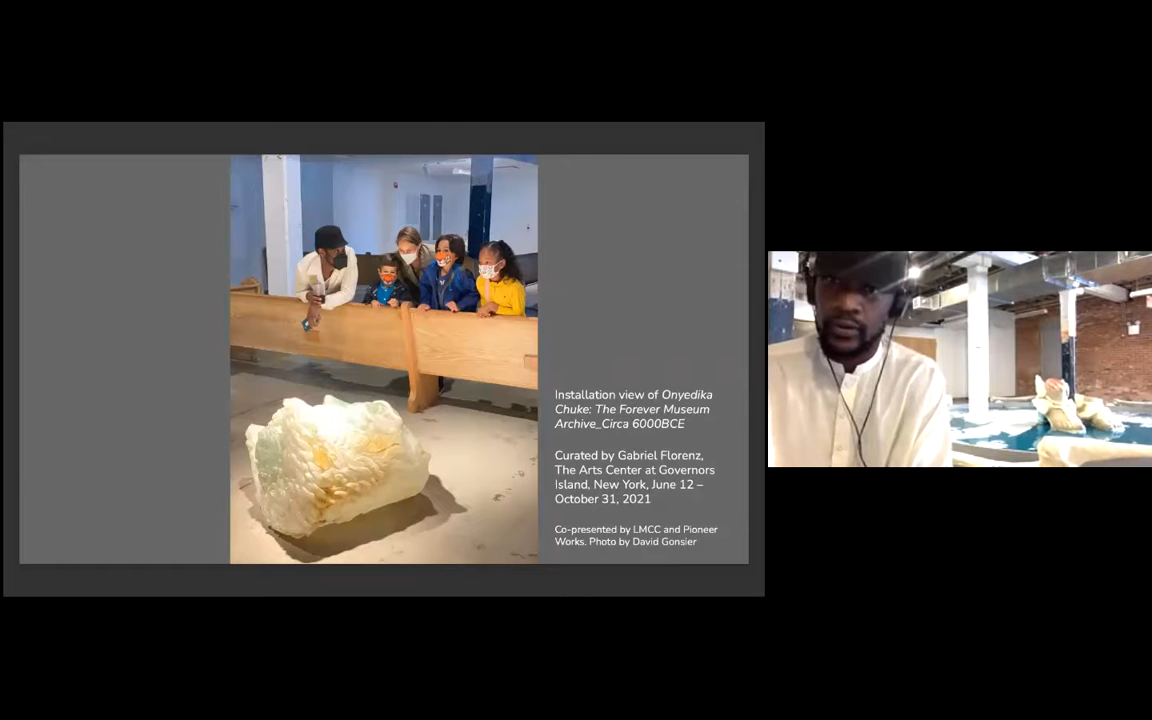 Installation view of Onyedika
Chuke: The Forever Museum
Archive_Circa 6000BCE
Curated by Gabriel Florenz,
The Arts Center at Governors
Island, New York, June 12 –
October 31, 2021
Co-presented by LMCC and Pioneer
Works. Photo by David Gonsier